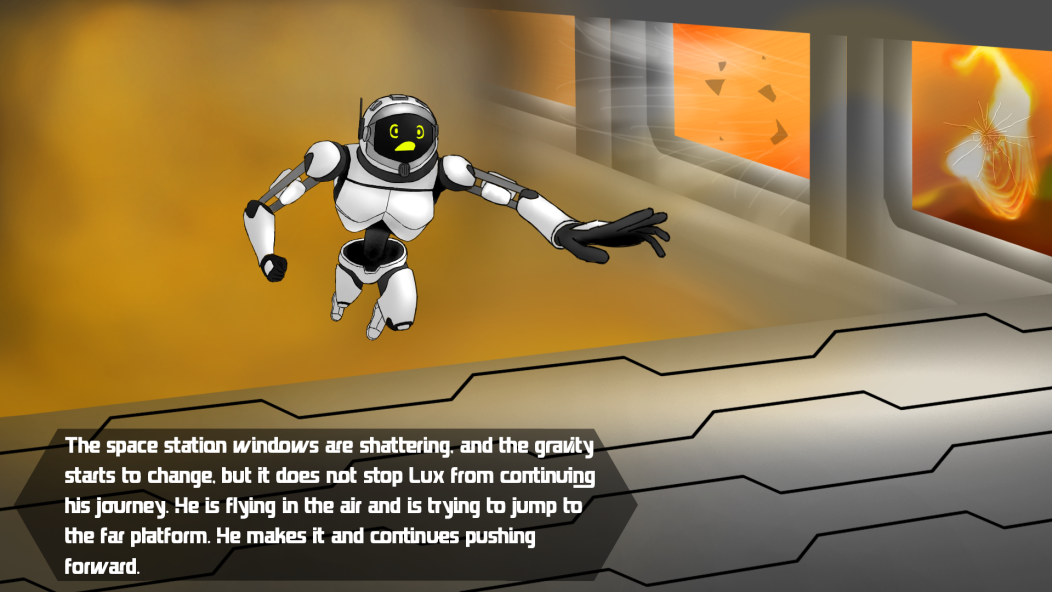 The space station windows are shattering, and the gravity
starts to change, but it does not stop Lux from continuing
his journey. He is flying in the air and is trying to jump to
the far platform. He makes it and continues pushing
forward.